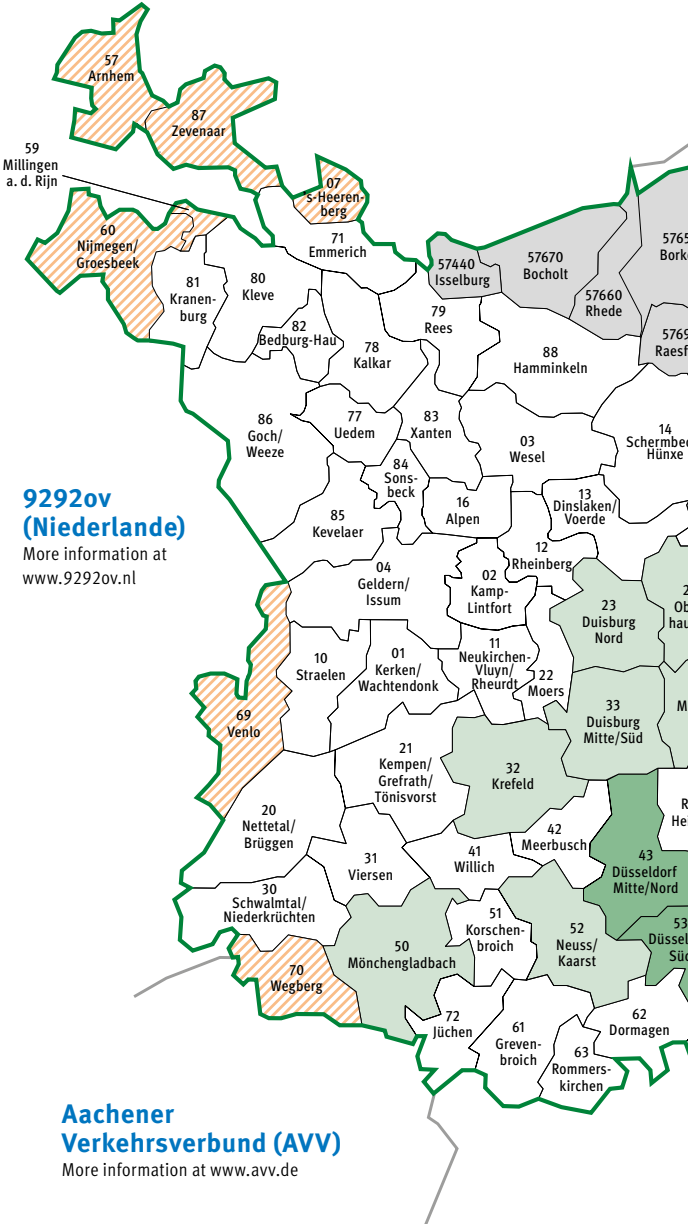 57
Arnhem
87
Zevenaar
59
Millingen
a. d. Rijn
07
's-Heeren-
berg
60
Nijmegen/
Groesbeek
71
Emmerich
57440
Isselburg
57670
Bocholt
57660
Rhede
81
Kranen-
burg
80
Kleve
82
Bedburg-Hau
78
Kalkar
79
Rees
88
Hamminkeln
86
Goch/
Weeze
77
Uedem
83
Xanten
03
Wesel
14
Hünxe
84
Sons-
beck
16
Alpen
13
Dinslaken/
Voerde
85
Kevelaer
9292ov
(Niederlande)
More information at
www.9292ov.nl
04
Geldern/
Issum
02
Kamp-
Lintfort
12
Rheinberg
23
Duisburg
Nord
10
Straelen
01
Kerken/
Wachtendonk
11
Neukirchen-
Vluyn/
Rheurdt
22
Moers
33
Duisburg
Mitte/Süd
69
Venlo
21
Kempen/
Grefrath/
Tönisvorst
32
Krefeld
20
Nettetal/
Brüggen
31
Viersen
41
Willich
42
Meerbusch
43
Düsseldorf
Mitte/Nord
30
Schwalmtal/
Niederkrüchten
50
Mönchengladbach
51
Korschen-
broich
52
Neuss/
Kaarst
53
70
Wegberg
72
Jüchen
61
Greven-
broich
63
Rommers-
kirchen
62
Dormagen
Aachener
Verkehrsverbund (AVV)
More information at www.avv.de